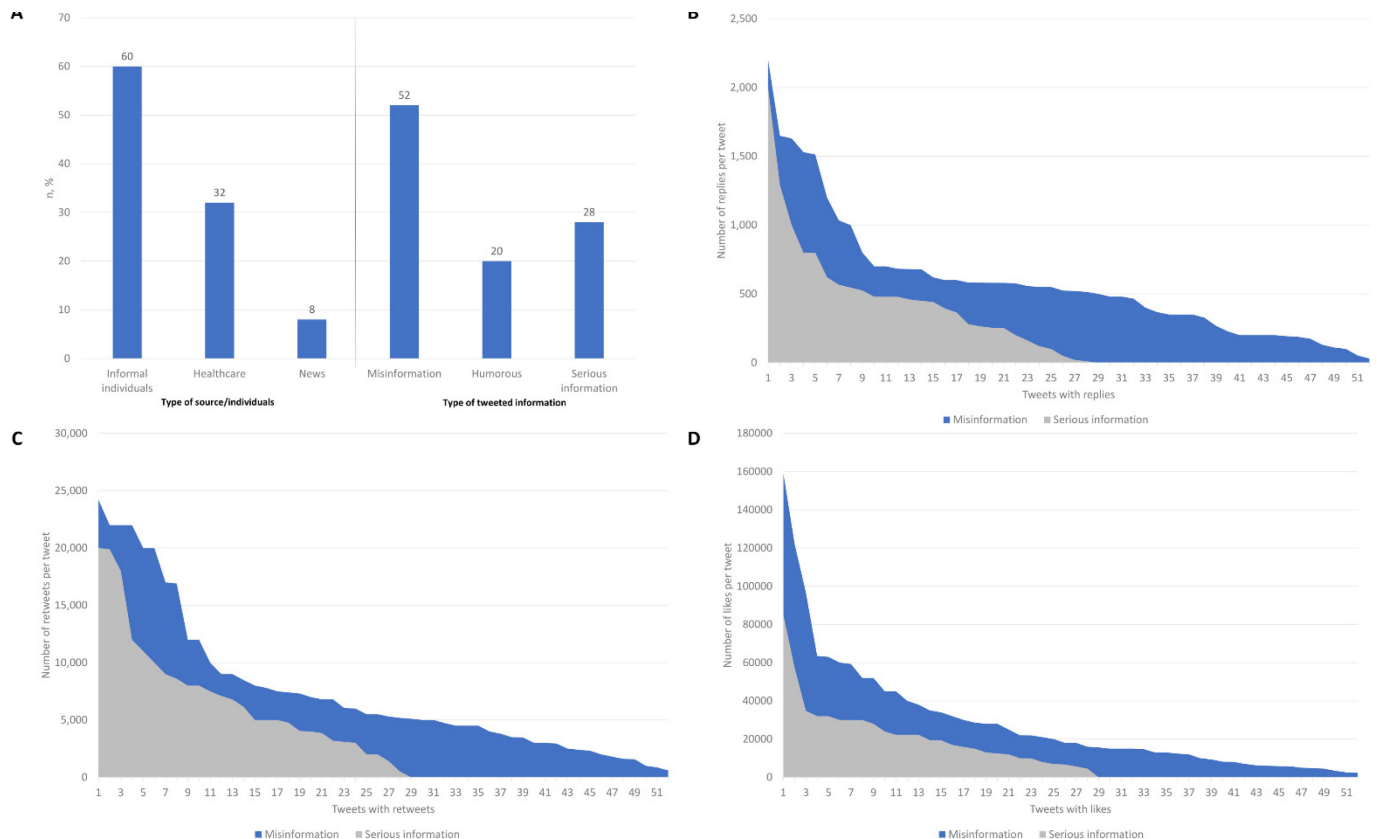 A
70
60
50
40
30
20
10
0
n, %
60
32
8
52
20
28
Informal
individuals
Healthcare
News
Misinformation
Humorous
Serious
information
Type of source/individuals
Type of tweeted information
B
2,500
2,000
1,500
1,000
500
0
Number of replies per tweet
1 3 5 7 9 11 13 15 17 19 21 23 25 27 29 31 33 35 37 39 41 43 45 47 49 51
Tweets with replies
Misinformation Serious information
C
30,000
25,000
20,000
15,000
10,000
5,000
0
Number of retweets per tweet
1 3 5 7 9 11 13 15 17 19 21 23 25 27 29 31 33 35 37 39 41 43 45 47 49 51
Tweets with retweets
Misinformation Serious information
D
180000
160000
140000
120000
100000
80000
60000
40000
20000
0
Number of likes per tweet
1 3 5 7 9 11 13 15 17 19 21 23 25 27 29 31 33 35 37 39 41 43 45 47 49 51
Tweets with likes
Misinformation Serious information